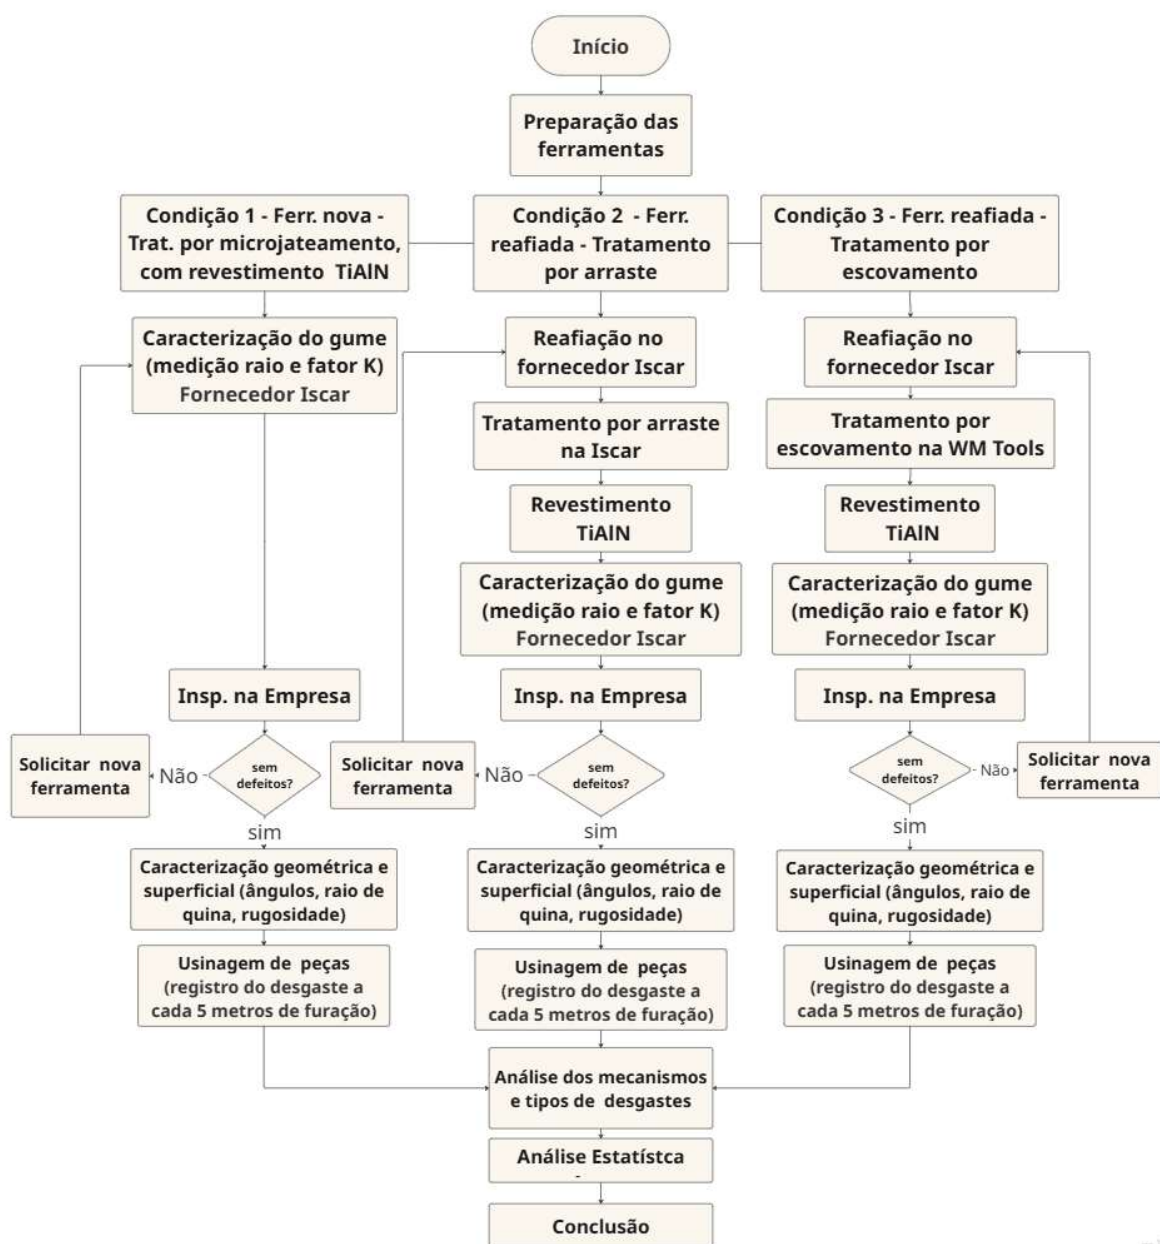 Início
Preparação das
ferramentas
Condição 1 - Ferr. nova -
Trat. por microjateamento,
com revestimento TiAlN
Condição 2 - Ferr.
reafiada - Tratamento
por arraste
Condição 3 - Ferr. reafiada -
Tratamento por
escovamento
Caracterização do gume
(medição raio e fator K)
Fornecedor Iscar
Reafiação no
fornecedor Iscar
Reafiação no
fornecedor Iscar
Tratamento por arraste
na Iscar
Tratamento por
escovamento na WM Tools
Revestimento
TiAlN
Revestimento
TiAlN
Caracterização do gume
(medição raio e fator K)
Fornecedor Iscar
Caracterização do gume
(medição raio e fator K)
Fornecedor Iscar
Insp. na Empresa
Insp. na Empresa
Insp. na Empresa
Solicitar nova
ferramenta
Não
sem
defeitos?
Solicitar nova
ferramenta
Não
sem
defeitos?
sem
defeitos?
Não
Solicitar nova
ferramenta
sim
sim
sim
Caracterização geométrica e
superficial (ângulos, raio de
quina, rugosidade)
Caracterização geométrica e
superficial (ângulos, raio de
quina, rugosidade)
Caracterização geométrica e
superficial (ângulos, raio de
quina, rugosidade)
Usinagem de peças
(registro do desgaste a
cada 5 metros de furação)
Usinagem de peças
(registro do desgaste a
cada 5 metros de furação)
Usinagem de peças
(registro do desgaste a
cada 5 metros de furação)
Análise dos mecanismos
e tipos de desgastes
Análise Estatístca
Conclusão